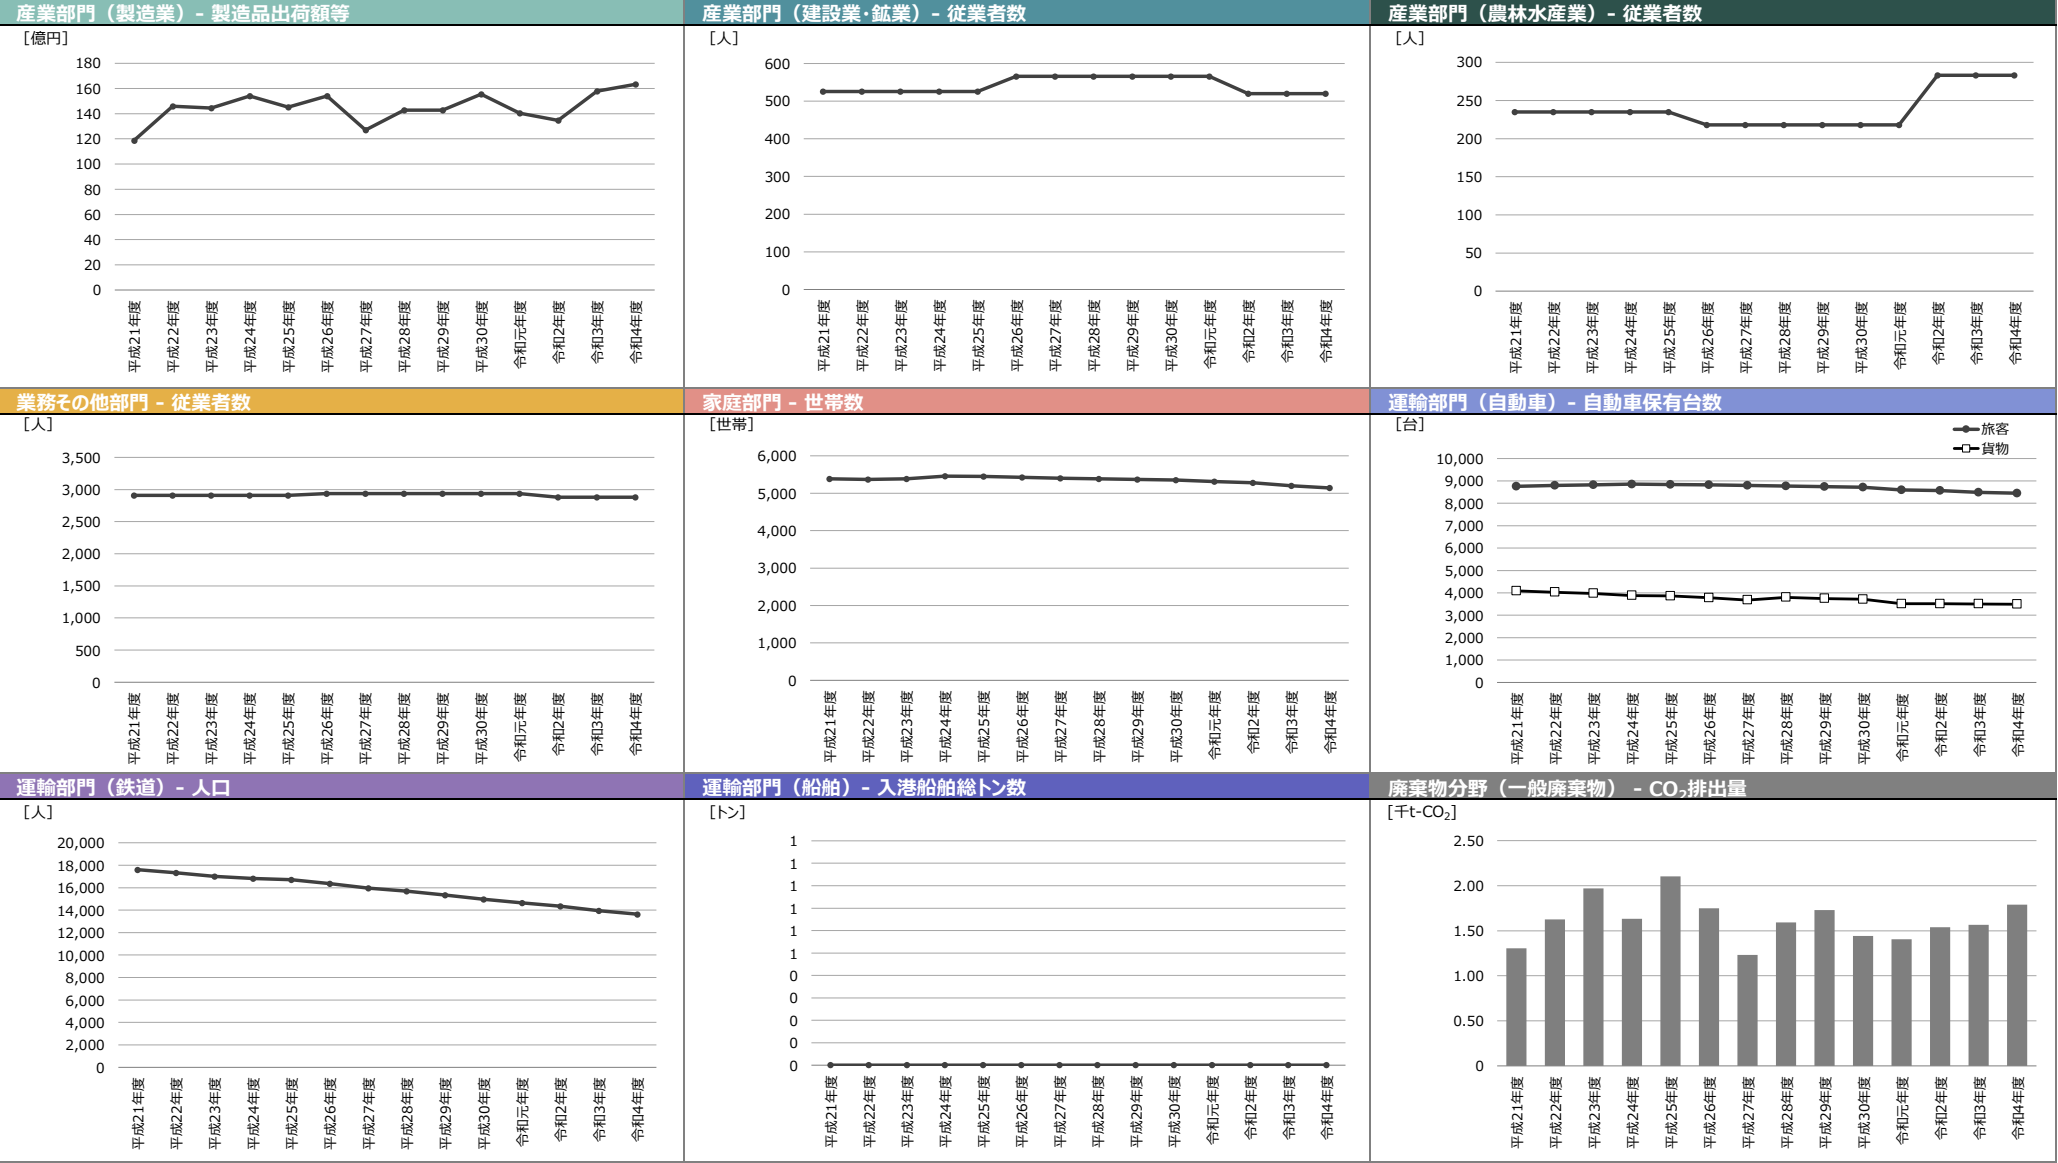 産業部門（製造業）- 製造品出荷額等
［億円］
180
160
140
120
100
80
60
40
20
0
平成21年度
平成22年度
平成23年度
平成24年度
平成25年度
平成26年度
平成27年度
平成28年度
平成29年度
平成30年度
令和元年度
令和2年度
令和3年度
令和4年度
産業部門（建設業･鉱業）- 従業者数
［人］
600
500
400
300
200
100
0
平成21年度
平成22年度
平成23年度
平成24年度
平成25年度
平成26年度
平成27年度
平成28年度
平成29年度
平成30年度
令和元年度
令和2年度
令和3年度
令和4年度
産業部門（農林水産業）- 従業者数
［人］
300
250
200
150
100
50
0
平成21年度
平成22年度
平成23年度
平成24年度
平成25年度
平成26年度
平成27年度
平成28年度
平成29年度
平成30年度
令和元年度
令和2年度
令和3年度
令和4年度
業務その他部門 - 従業者数
［人］
3,500
3,000
2,500
2,000
1,500
1,000
500
0
平成21年度
平成22年度
平成23年度
平成24年度
平成25年度
平成26年度
平成27年度
平成28年度
平成29年度
平成30年度
令和元年度
令和2年度
令和3年度
令和4年度
家庭部門 - 世帯数
［世帯］
6,000
5,000
4,000
3,000
2,000
1,000
0
平成21年度
平成22年度
平成23年度
平成24年度
平成25年度
平成26年度
平成27年度
平成28年度
平成29年度
平成30年度
令和元年度
令和2年度
令和3年度
令和4年度
運輸部門（自動車）- 自動車保有台数
［台］
旅客
貨物
10,000
9,000
8,000
7,000
6,000
5,000
4,000
3,000
2,000
1,000
0
平成21年度
平成22年度
平成23年度
平成24年度
平成25年度
平成26年度
平成27年度
平成28年度
平成29年度
平成30年度
令和元年度
令和2年度
令和3年度
令和4年度
運輸部門（鉄道）- 人口
［人］
20,000
18,000
16,000
14,000
12,000
10,000
8,000
6,000
4,000
2,000
0
平成21年度
平成22年度
平成23年度
平成24年度
平成25年度
平成26年度
平成27年度
平成28年度
平成29年度
平成30年度
令和元年度
令和2年度
令和3年度
令和4年度
運輸部門（船舶）- 入港船舶総トン数
［トン］
1
1
1
1
1
1
0
0
0
0
0
平成21年度
平成22年度
平成23年度
平成24年度
平成25年度
平成26年度
平成27年度
平成28年度
平成29年度
平成30年度
令和元年度
令和2年度
令和3年度
令和4年度
廃棄物分野（一般廃棄物） - CO₂排出量
［千t-CO₂］
2.50
2.00
1.50
1.00
0.50
0
平成21年度
平成22年度
平成23年度
平成24年度
平成25年度
平成26年度
平成27年度
平成28年度
平成29年度
平成30年度
令和元年度
令和2年度
令和3年度
令和4年度